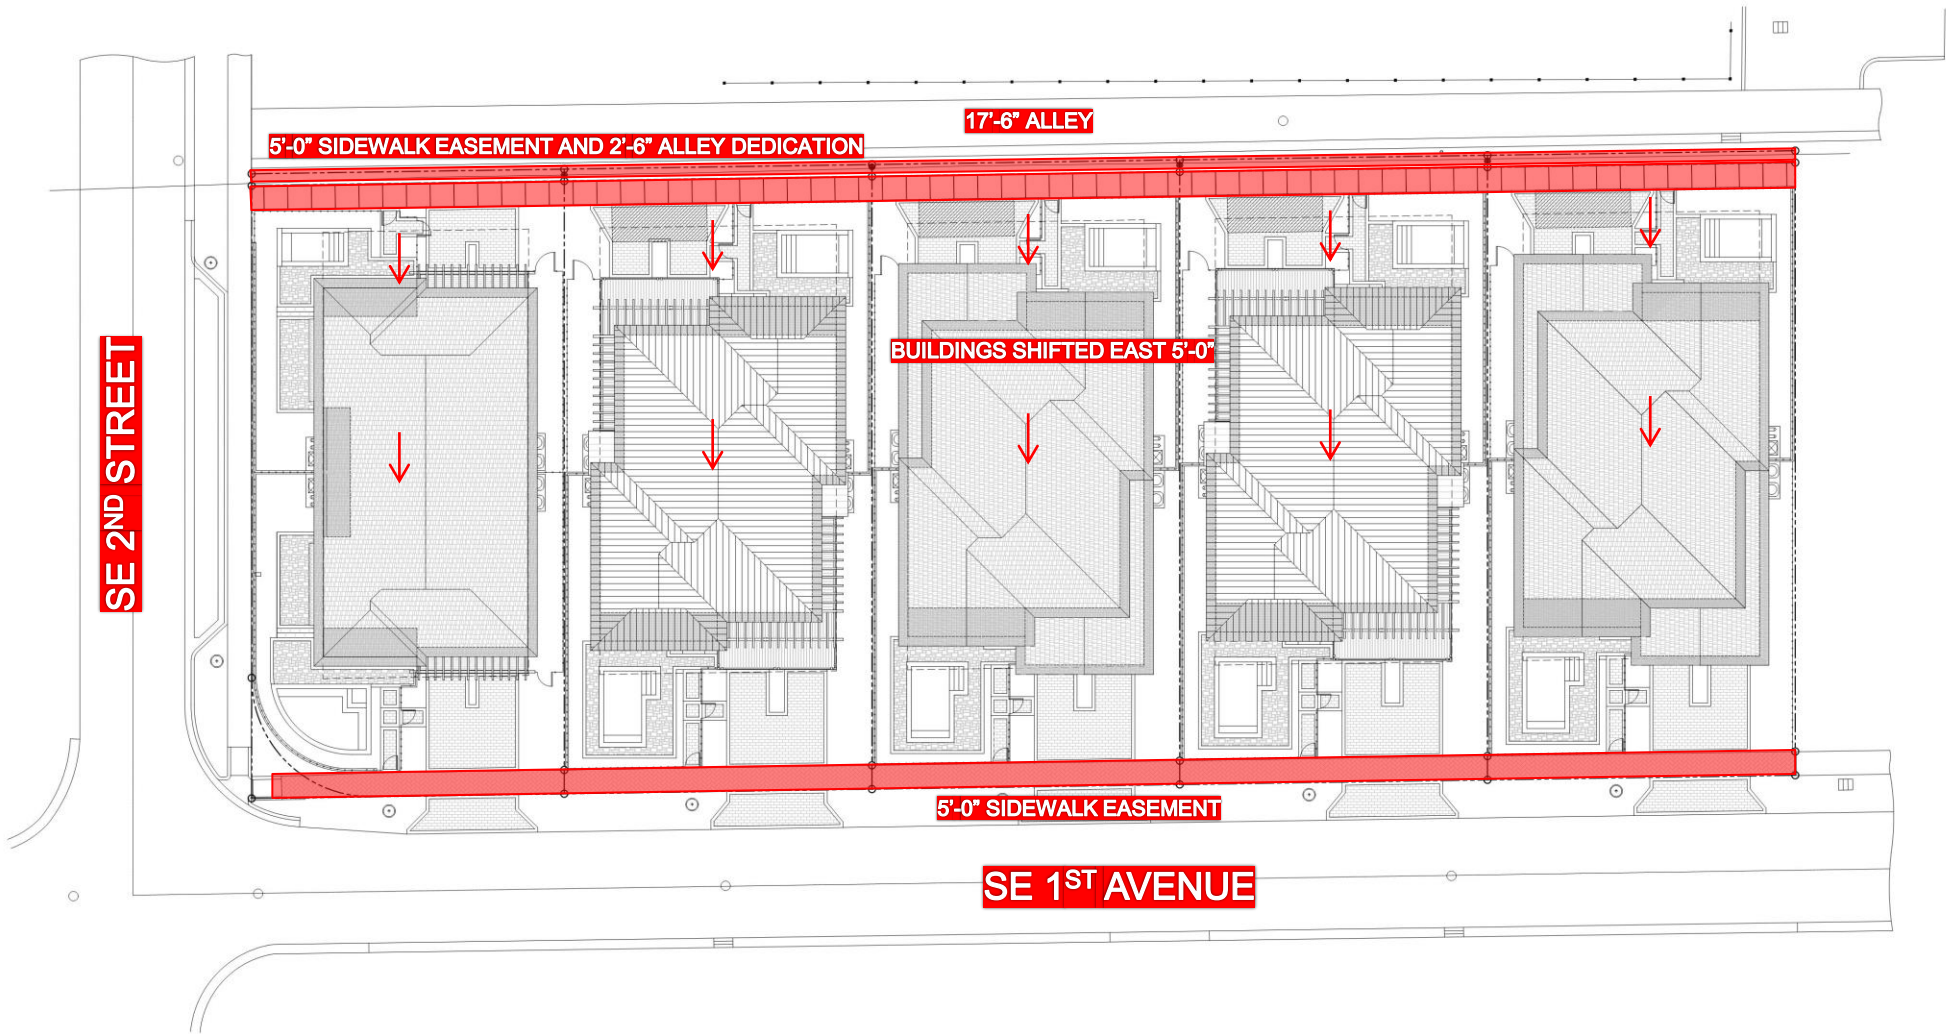 17'-6" ALLEY
5'-0" SIDEWALK EASEMENT AND 2'-6" ALLEY DEDICATION
BUILDINGS SHIFTED EAST 5'-0"
SE 2ND STREET
5'-0" SIDEWALK EASEMENT
SE 1ST AVENUE